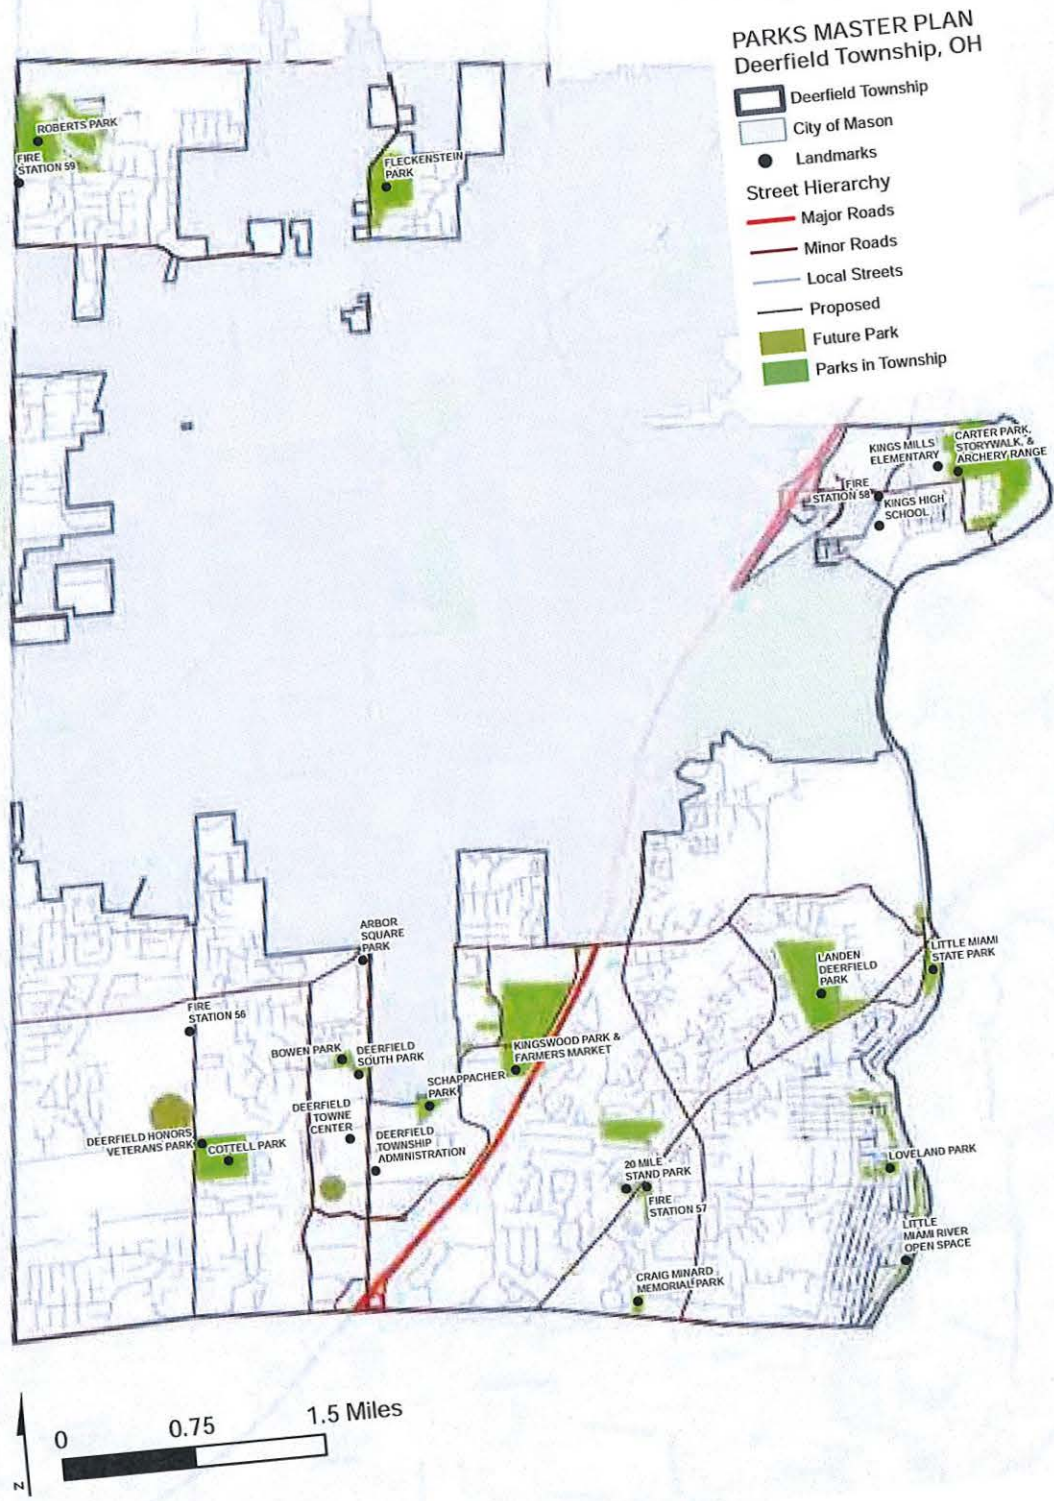 PARKS MASTER PLAN
Deerfield Township, OH
Deerfield Township
City of Mason
Landmarks
Street Hierarchy
Major Roads
Minor Roads
Local Streets
Proposed
Future Park
Parks in Township
ROBERTS PARK
FIRE
STATION 59
FLECKENSTEIN
PARK
KINGS MILLS
ELEMENTARY
CARTER PARK,
STORYWALK, &
ARCHERY RANGE
FIRE
STATION 58
KINGS HIGH
SCHOOL
ARBOR
SQUARE
PARK
LITTLE MIAMI
STATE PARK
LANDEN
DEERFIELD
PARK
FIRE
STATION 56
BOWEN PARK
DEERFIELD
SOUTH PARK
KINGSWOOD PARK &
FARMERS MARKET
SCHAPPACHER
PARK
DEERFIELD
TOWNE
CENTER
DEERFIELD HONORS
VETERANS PARK
COTTELL PARK
DEERFIELD
TOWNSHIP
ADMINISTRATION
20 MILE
STAND PARK
FIRE
STATION 57
LOVELAND PARK
LITTLE
MIAMI RIVER
OPEN SPACE
CRAIG MINARD
MEMORIAL PARK
0 0.75 1.5 Miles
N